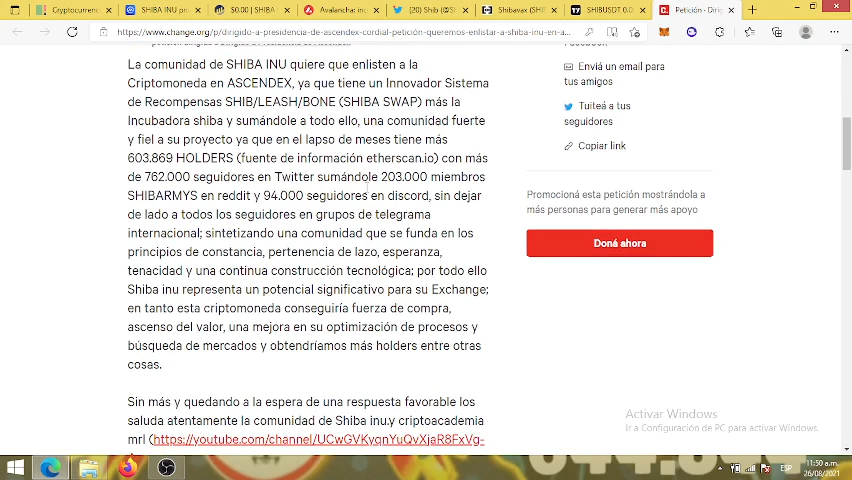 Cryptocurrenc
SHIBA INU pri
$0.00 | SHIBA
Avalancha: inc
(20) Shib (@S
Shibavax (SHI
SHIBUSDT 0.0
Petición · Diri
https://www.change.org/p/dirigido-a-presidencia-de-ascendex-cordial-petición-queremos-enlistar-a-shiba-inu-en-a...
La comunidad de SHIBA INU quiere que enlisten a la
Criptomoneda en ASCENDEX, ya que tiene un Innovador Sistema
de Recompensas SHIB/LEASH/BONE (SHIBA SWAP) más la
Incubadora shiba y sumándole a todo ello, una comunidad fuerte
y fiel a su proyecto ya que en el lapso de meses tiene más
603.869 HOLDERS (fuente de información etherscan.io) con más
de 762.000 seguidores en Twitter sumándole 203.000 miembros
SHIBARMYS en reddit y 94.000 seguidores en discord, sin dejar
de lado a todos los seguidores en grupos de telegrama
internacional; sintetizando una comunidad que se funda en los
principios de constancia, pertenencia de lazo, esperanza,
tenacidad y una continua construcción tecnológica; por todo ello
Shiba inu representa un potencial significativo para su Exchange;
en tanto esta criptomoneda conseguiría fuerza de compra,
ascenso del valor, una mejora en su optimización de procesos y
búsqueda de mercados y obtendríamos más holders entre otras
cosas.
Sin más y quedando a la espera de una respuesta favorable los
saluda atentamente la comunidad de Shiba inu.y criptoacademia
mrl (https://youtube.com/channel/UCwGVKyqnYuQvXjaR8FxVg-
Facebook
Enviá un email para
tus amigos
Tuiteá a tus
seguidores
Copiar link
Promocioná esta petición mostrándola a
más personas para generar más apoyo
Doná ahora
Activar Windows
Ir a Configuración de PC para activar Windows.
ESP
11:50 a.m.
26/08/2021